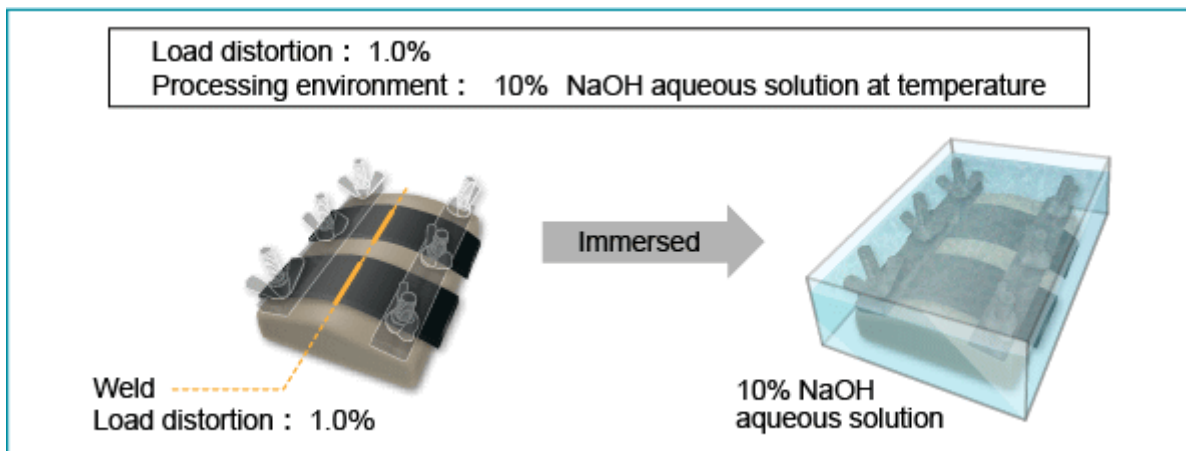 Load distortion : 1.0%
Processing environment : 10% NaOH aqueous solution at temperature
Immersed
Weld
Load distortion : 1.0%
10% NaOH
aqueous solution